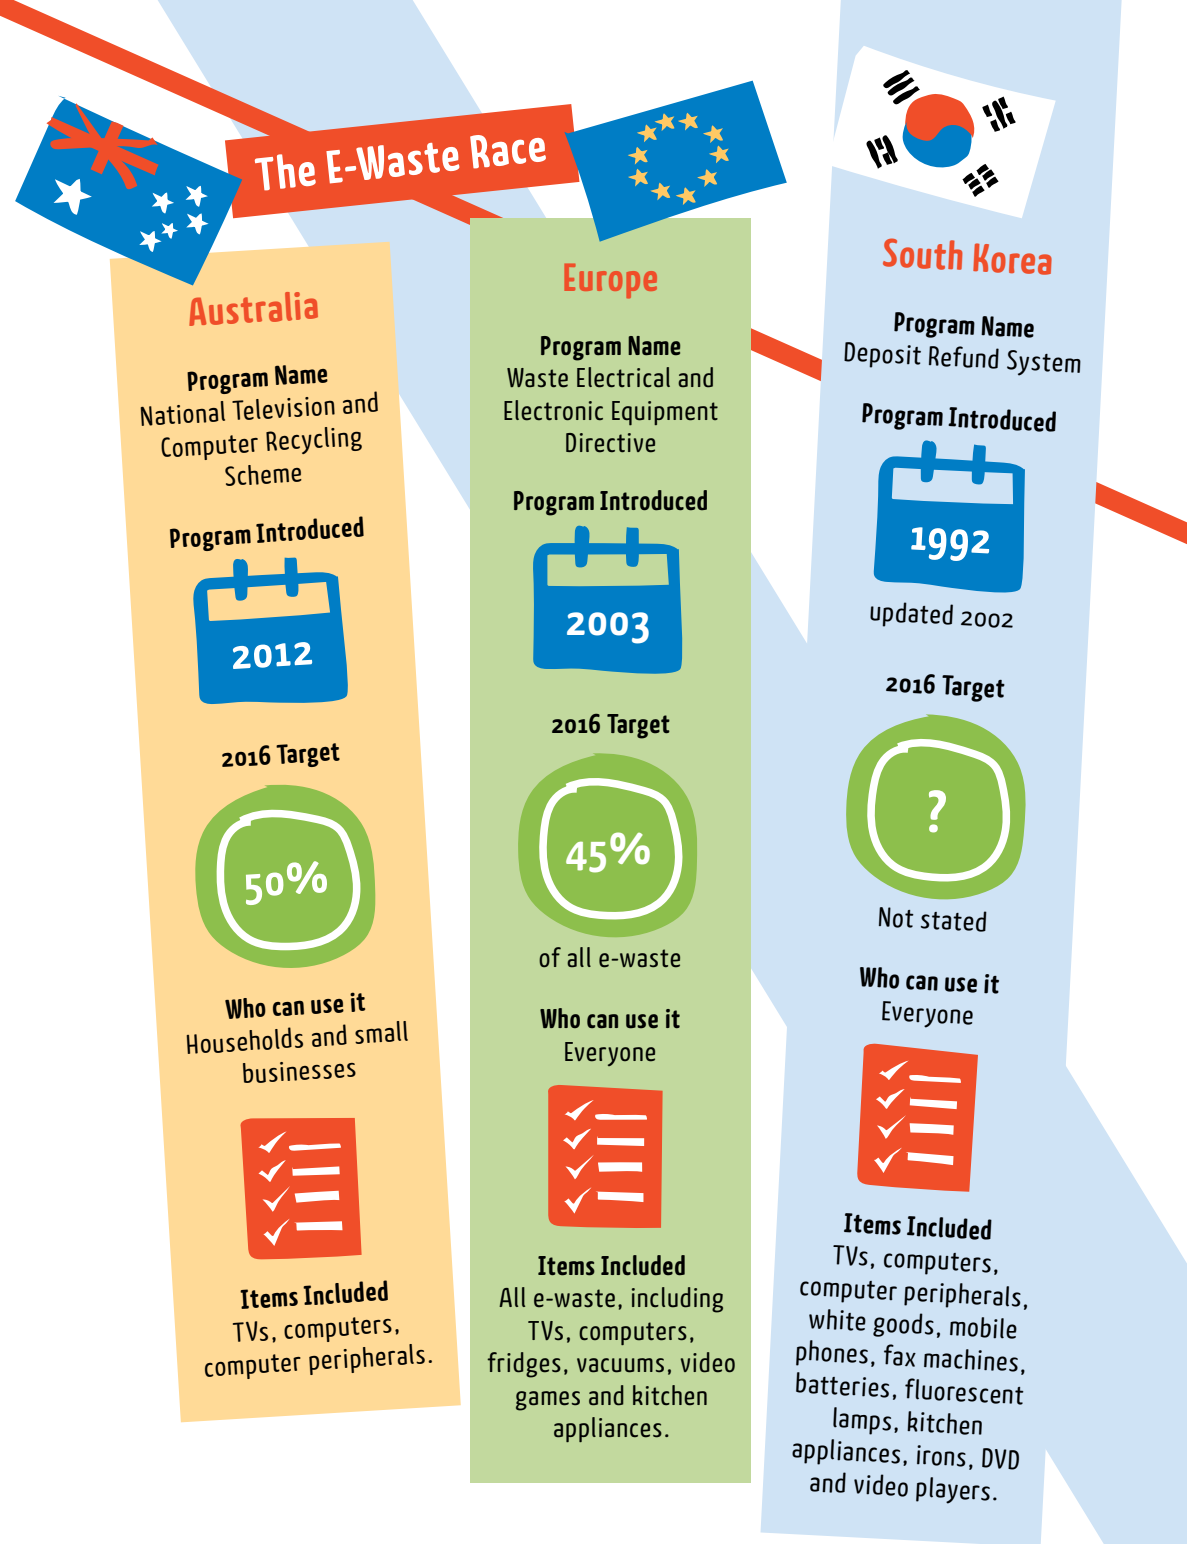 The E-Waste Race
Australia
Program Name
National Television and
Computer Recycling
Scheme
Program Introduced
2012
2016 Target
50%
Who can use it
Households and small
businesses
Items Included
TVs, computers,
computer peripherals.
Europe
Program Name
Waste Electrical and
Electronic Equipment
Directive
Program Introduced
2003
2016 Target
45%
of all e-waste
Who can use it
Everyone
Items Included
All e-waste, including
TVs, computers,
fridges, vacuums, video
games and kitchen
appliances.
South Korea
Program Name
Deposit Refund System
Program Introduced
1992
updated 2002
2016 Target
?
Not stated
Who can use it
Everyone
Items Included
TVs, computers,
computer peripherals,
white goods, mobile
phones, fax machines,
batteries, fluorescent
lamps, kitchen
appliances, irons, DVD
and video players.